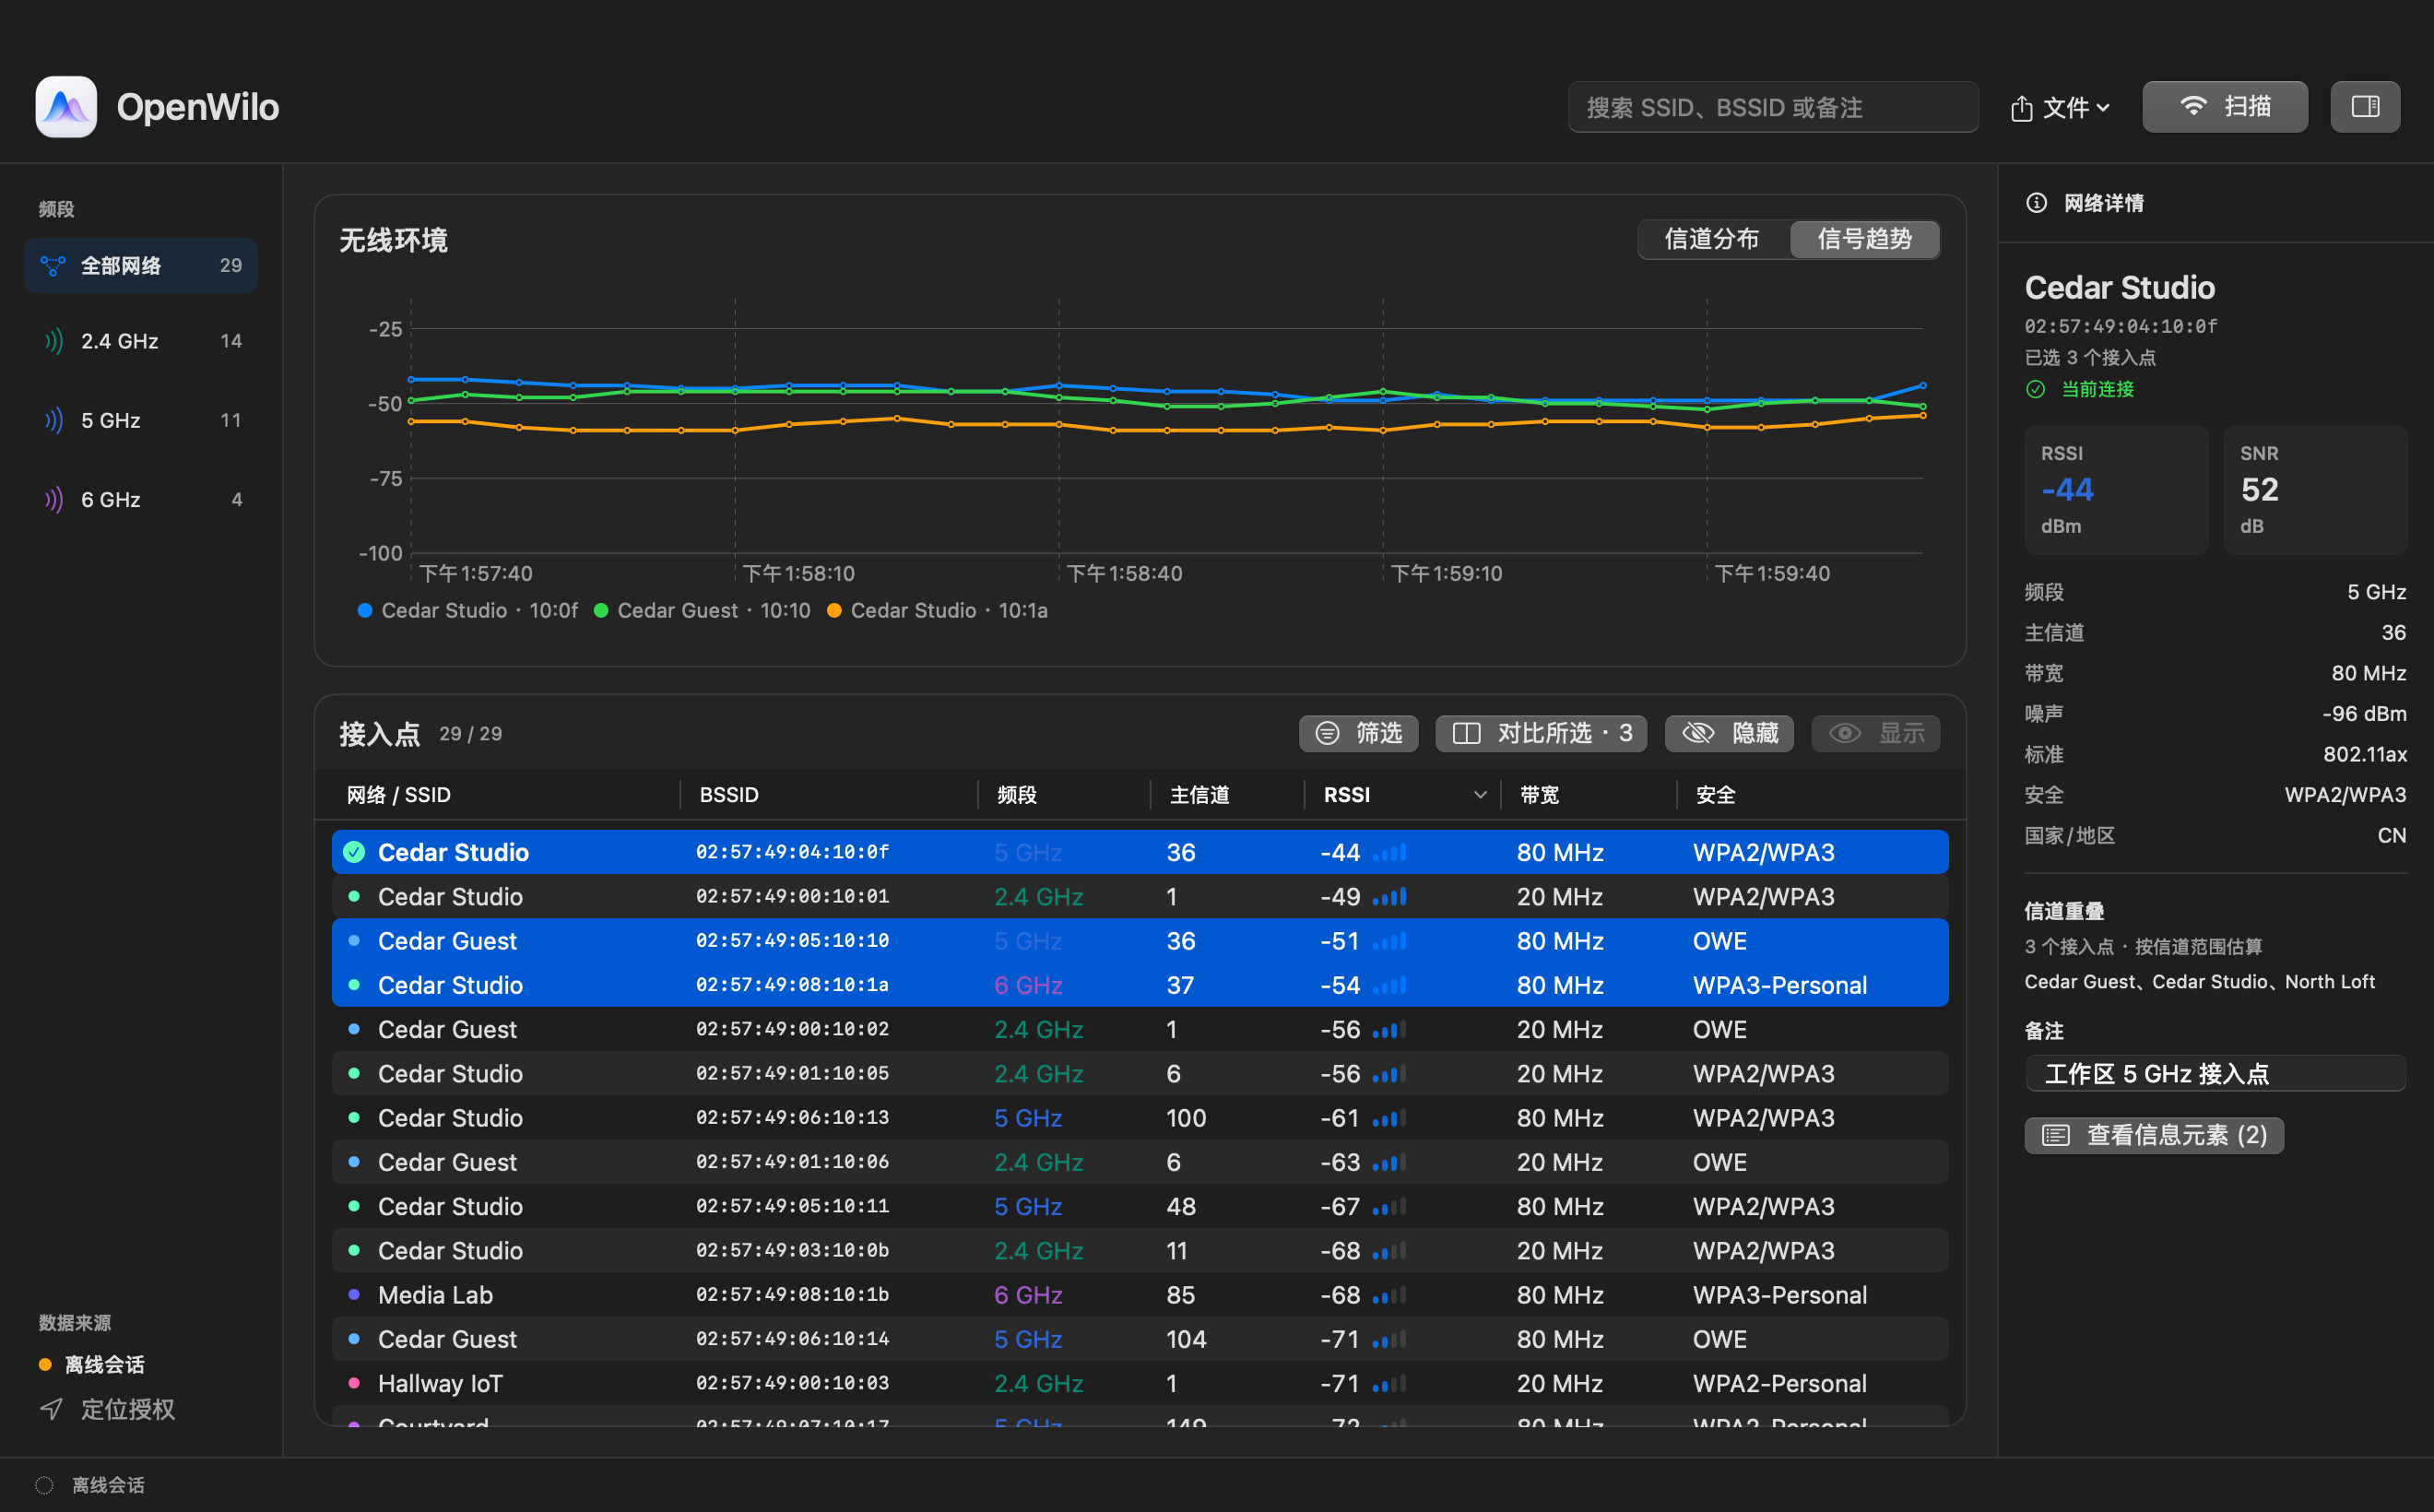 OpenWilo
搜索 SSID、BSSID 或备注
文件
扫描
频段
全部网络 29
2.4 GHz 14
5 GHz 11
6 GHz 4
数据来源
离线会话
定位授权
无线环境
信道分布 信号趋势
-25
-50
-75
-100
下午1:57:40 下午1:58:10 下午1:58:40 下午1:59:10 下午1:59:40
Cedar Studio · 10:0f Cedar Guest · 10:10 Cedar Studio · 10:1a
接入点 29 / 29
筛选 对比所选 · 3 隐藏 显示
网络 / SSID BSSID 频段 主信道 RSSI 带宽 安全
Cedar Studio 02:57:49:04:10:0f 5 GHz 36 -44 80 MHz WPA2/WPA3
Cedar Studio 02:57:49:00:10:01 2.4 GHz 1 -49 20 MHz WPA2/WPA3
Cedar Guest 02:57:49:05:10:10 5 GHz 36 -51 80 MHz OWE
Cedar Studio 02:57:49:08:10:1a 6 GHz 37 -54 80 MHz WPA3-Personal
Cedar Guest 02:57:49:00:10:02 2.4 GHz 1 -56 20 MHz OWE
Cedar Studio 02:57:49:01:10:05 2.4 GHz 6 -56 20 MHz WPA2/WPA3
Cedar Studio 02:57:49:06:10:13 5 GHz 100 -61 80 MHz WPA2/WPA3
Cedar Guest 02:57:49:01:10:06 2.4 GHz 6 -63 20 MHz OWE
Cedar Studio 02:57:49:05:10:11 5 GHz 48 -67 80 MHz WPA2/WPA3
Cedar Studio 02:57:49:03:10:0b 2.4 GHz 11 -68 20 MHz WPA2/WPA3
Media Lab 02:57:49:08:10:1b 6 GHz 85 -68 80 MHz WPA3-Personal
Cedar Guest 02:57:49:06:10:14 5 GHz 104 -71 80 MHz OWE
Hallway IoT 02:57:49:00:10:03 2.4 GHz 1 -71 20 MHz WPA2-Personal
Courtyard 02:57:49:07:10:17 5 GHz 149 -72 80 MHz WPA2-Personal
网络详情
Cedar Studio
02:57:49:04:10:0f
已选 3 个接入点
当前连接
RSSI
-44
dBm
SNR
52
dB
频段 5 GHz
主信道 36
带宽 80 MHz
噪声 -96 dBm
标准 802.11ax
安全 WPA2/WPA3
国家/地区 CN
信道重叠
3 个接入点 · 按信道范围估算
Cedar Guest、Cedar Studio、North Loft
备注
工作区 5 GHz 接入点
查看信息元素 (2)
离线会话